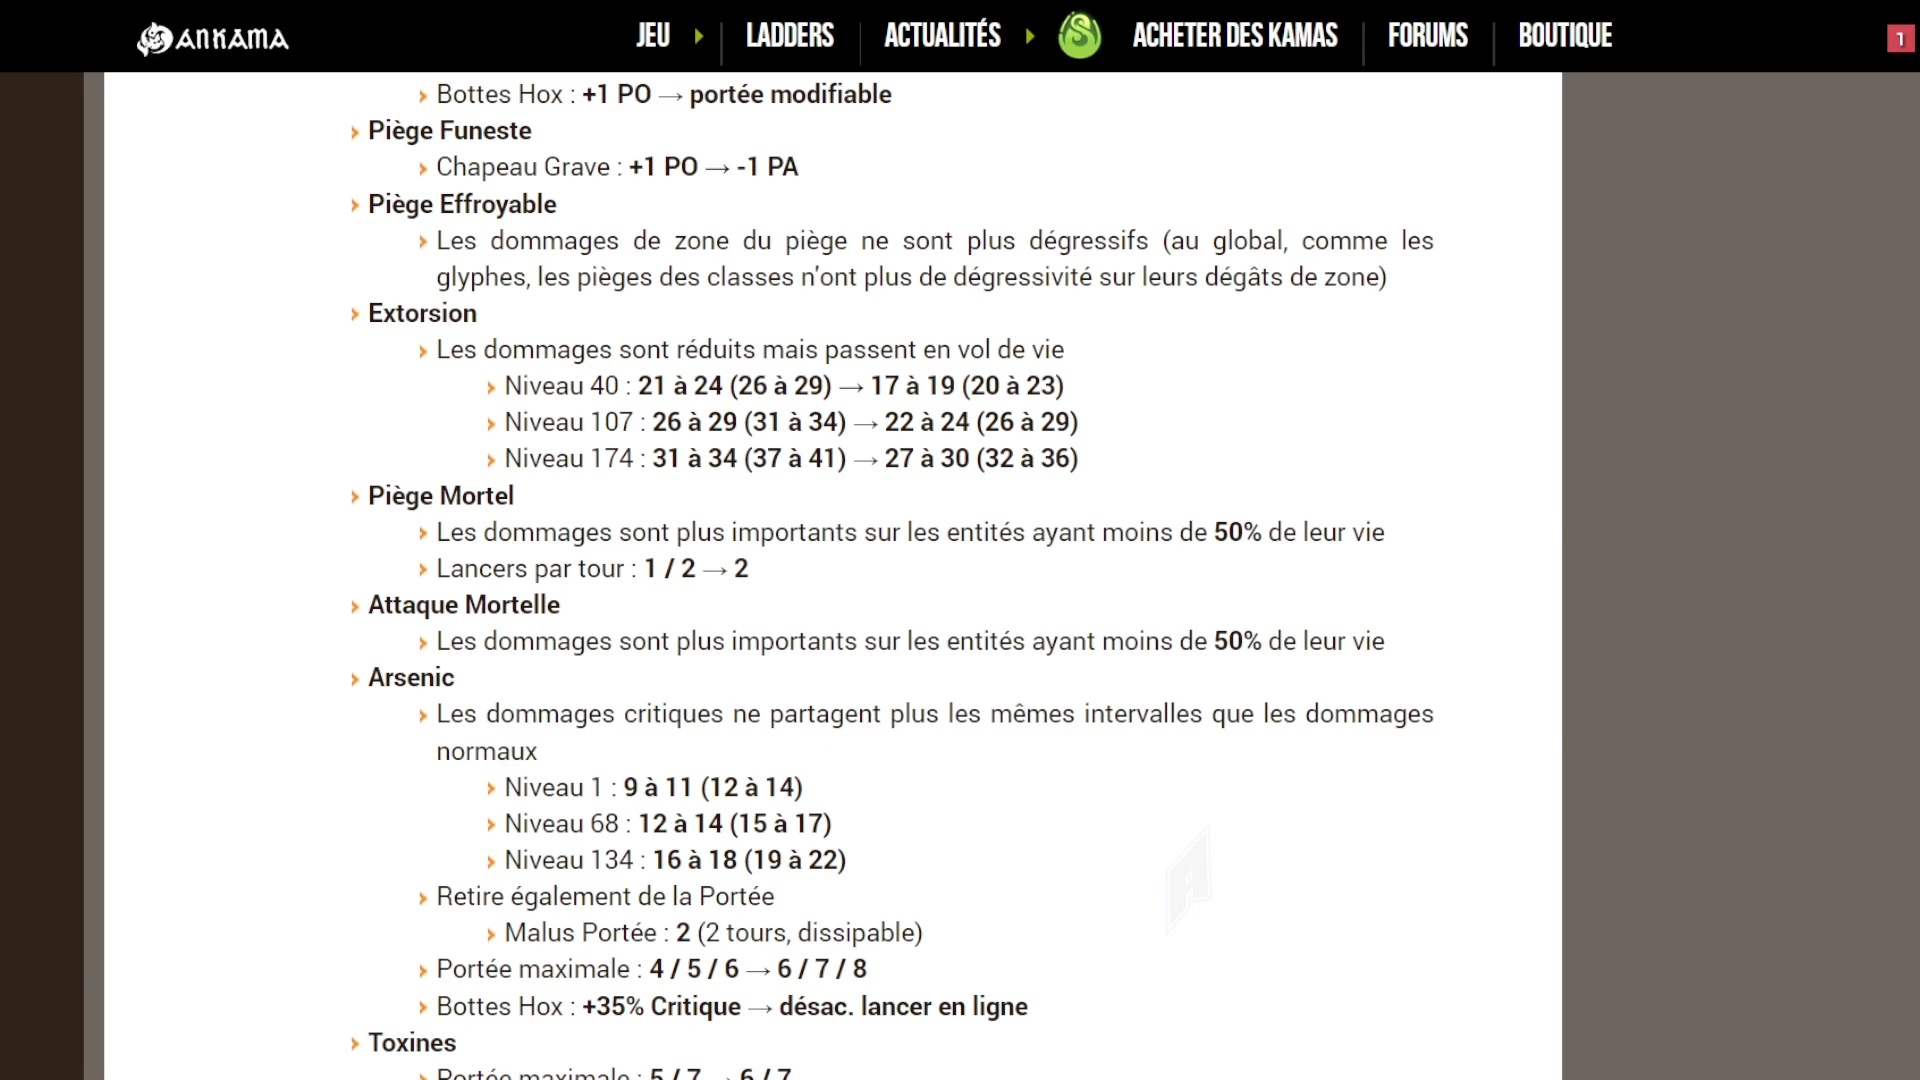 ANKAMA JEU LADDERS ACTUALITÉS ACHETER DES KAMAS FORUMS BOUTIQUE 1
Bottes Hox : +1 PO → portée modifiable
Piège Funeste
Chapeau Grave : +1 PO → -1 PA
Piège Effroyable
Les dommages de zone du piège ne sont plus dégressifs (au global, comme les
glyphes, les pièges des classes n'ont plus de dégressivité sur leurs dégâts de zone)
Extorsion
Les dommages sont réduits mais passent en vol de vie
Niveau 40 : 21 à 24 (26 à 29) → 17 à 19 (20 à 23)
Niveau 107 : 26 à 29 (31 à 34) → 22 à 24 (26 à 29)
Niveau 174 : 31 à 34 (37 à 41) → 27 à 30 (32 à 36)
Piège Mortel
Les dommages sont plus importants sur les entités ayant moins de 50% de leur vie
Lancers par tour : 1 / 2 → 2
Attaque Mortelle
Les dommages sont plus importants sur les entités ayant moins de 50% de leur vie
Arsenic
Les dommages critiques ne partagent plus les mêmes intervalles que les dommages
normaux
Niveau 1 : 9 à 11 (12 à 14)
Niveau 68 : 12 à 14 (15 à 17)
Niveau 134 : 16 à 18 (19 à 22)
Retire également de la Portée
Malus Portée : 2 (2 tours, dissipable)
Portée maximale : 4 / 5 / 6 → 6 / 7 / 8
Bottes Hox : +35% Critique → désac. lancer en ligne
Toxines
Portée maximale : 5 / 7 → 6 / 7